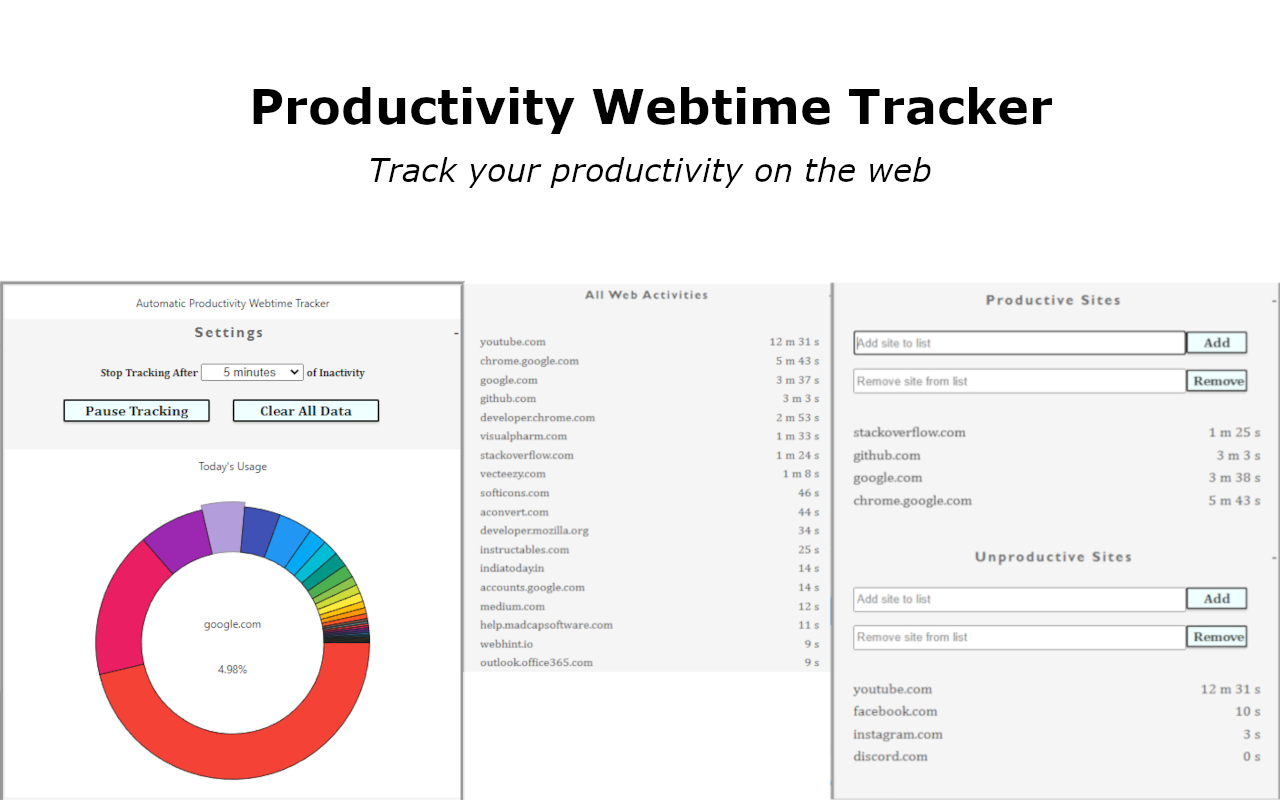 Productivity Webtime Tracker
Track your productivity on the web
Automatic Productivity Webtime Tracker
Settings -
Stop Tracking After 5 minutes of Inactivity
Pause Tracking Clear All Data
Today's Usage
google.com
4.98%
All Web Activities
youtube.com 12 m 31 s
chrome.google.com 5 m 43 s
google.com 3 m 37 s
github.com 3 m 3 s
developer.chrome.com 2 m 53 s
visualpharm.com 1 m 33 s
stackoverflow.com 1 m 24 s
vecteezy.com 1 m 8 s
softicons.com 46 s
aconvert.com 44 s
developer.mozilla.org 34 s
instructables.com 25 s
indiatoday.in 14 s
accounts.google.com 14 s
medium.com 12 s
help.madcapsoftware.com 11 s
webhint.io 9 s
outlook.office365.com 9 s
Productive Sites -
Add site to list Add
Remove site from list Remove
stackoverflow.com 1 m 25 s
github.com 3 m 3 s
google.com 3 m 38 s
chrome.google.com 5 m 43 s
Unproductive Sites -
Add site to list Add
Remove site from list Remove
youtube.com 12 m 31 s
facebook.com 10 s
instagram.com 3 s
discord.com 0 s